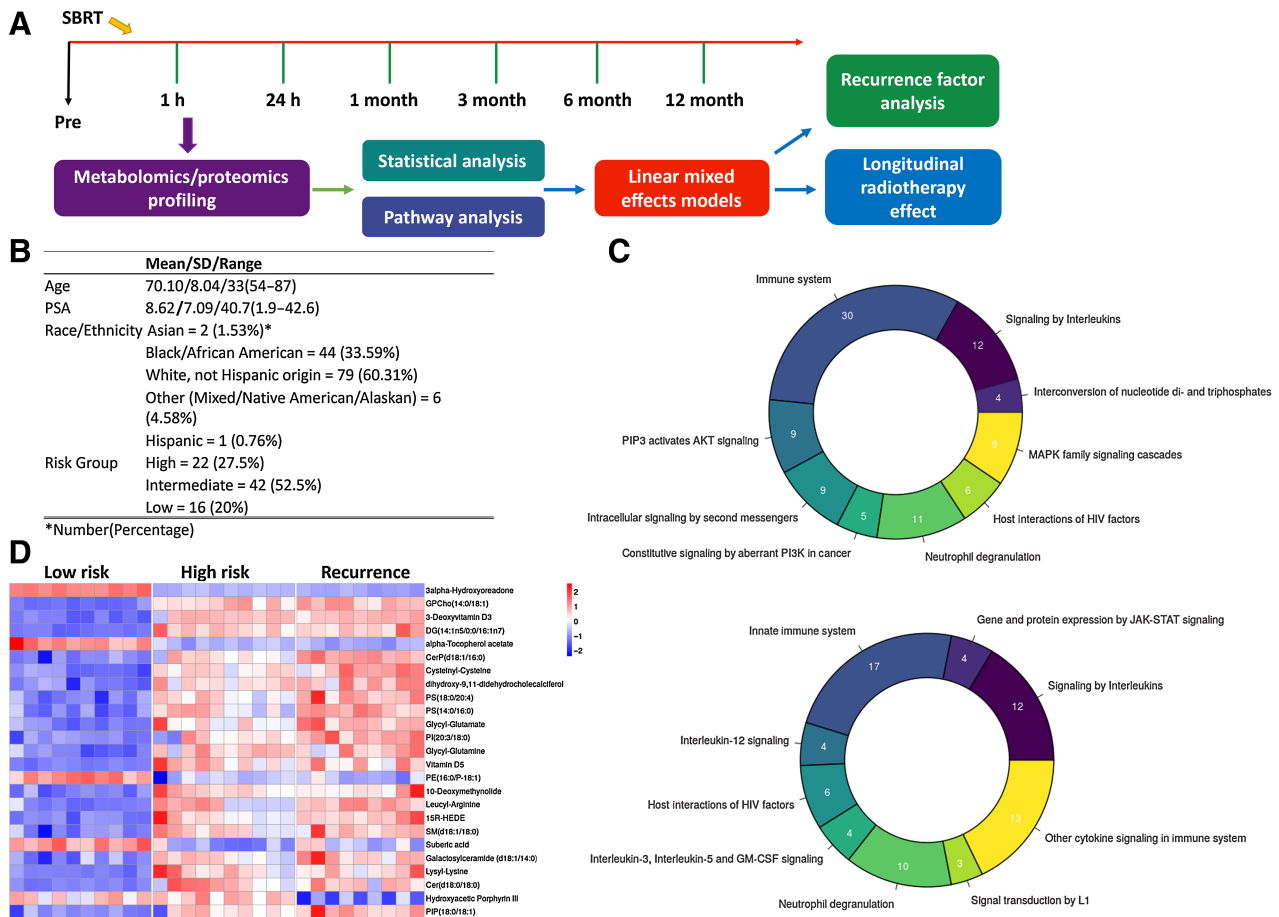 A
SBRT
Pre
1 h
24 h
1 month
3 month
6 month
12 month
Metabolomics/proteomics
profiling
Statistical analysis
Pathway analysis
Linear mixed
effects models
Recurrence factor
analysis
Longitudinal
radiotherapy
effect
B
Mean/SD/Range
Age 70.10/8.04/33(54–87)
PSA 8.62/7.09/40.7(1.9–42.6)
Race/Ethnicity Asian = 2 (1.53%)*
Black/African American = 44 (33.59%)
White, not Hispanic origin = 79 (60.31%)
Other (Mixed/Native American/Alaskan) = 6
(4.58%)
Hispanic = 1 (0.76%)
Risk Group High = 22 (27.5%)
Intermediate = 42 (52.5%)
Low = 16 (20%)
*Number(Percentage)
C
Immune system
30
Signaling by Interleukins
12
Interconversion of nucleotide di- and triphosphates
4
MAPK family signaling cascades
9
Host interactions of HIV factors
6
Neutrophil degranulation
11
Constitutive signaling by aberrant PI3K in cancer
5
Intracellular signaling by second messengers
9
PIP3 activates AKT signaling
9
Innate immune system
17
Gene and protein expression by JAK-STAT signaling
4
Signaling by Interleukins
12
Other cytokine signaling in immune system
13
Signal transduction by L1
3
Neutrophil degranulation
10
Interleukin-3, Interleukin-5 and GM-CSF signaling
4
Host interactions of HIV factors
6
Interleukin-12 signaling
4
D
Low risk High risk Recurrence
3alpha-Hydroxyoreadone
GPCho(14:0/18:1)
3-Deoxyvitamin D3
DG(14:1n5/0:0/16:1n7)
alpha-Tocopherol acetate
CerP(d18:1/16:0)
Cysteinyl-Cysteine
dihydroxy-9,11-didehydrocholecalciferol
PS(18:0/20:4)
PS(14:0/16:0)
Glycyl-Glutamate
PI(20:3/18:0)
Glycyl-Glutamine
Vitamin D5
PE(16:0/P-18:1)
10-Deoxymethynolide
Leucyl-Arginine
15R-HEDE
SM(d18:1/18:0)
Suberic acid
Galactosylceramide (d18:1/14:0)
Lysyl-Lysine
Cer(d18:0/18:0)
Hydroxyacetic Porphyrin III
PIP(18:0/18:1)
2
1
0
−1
−2